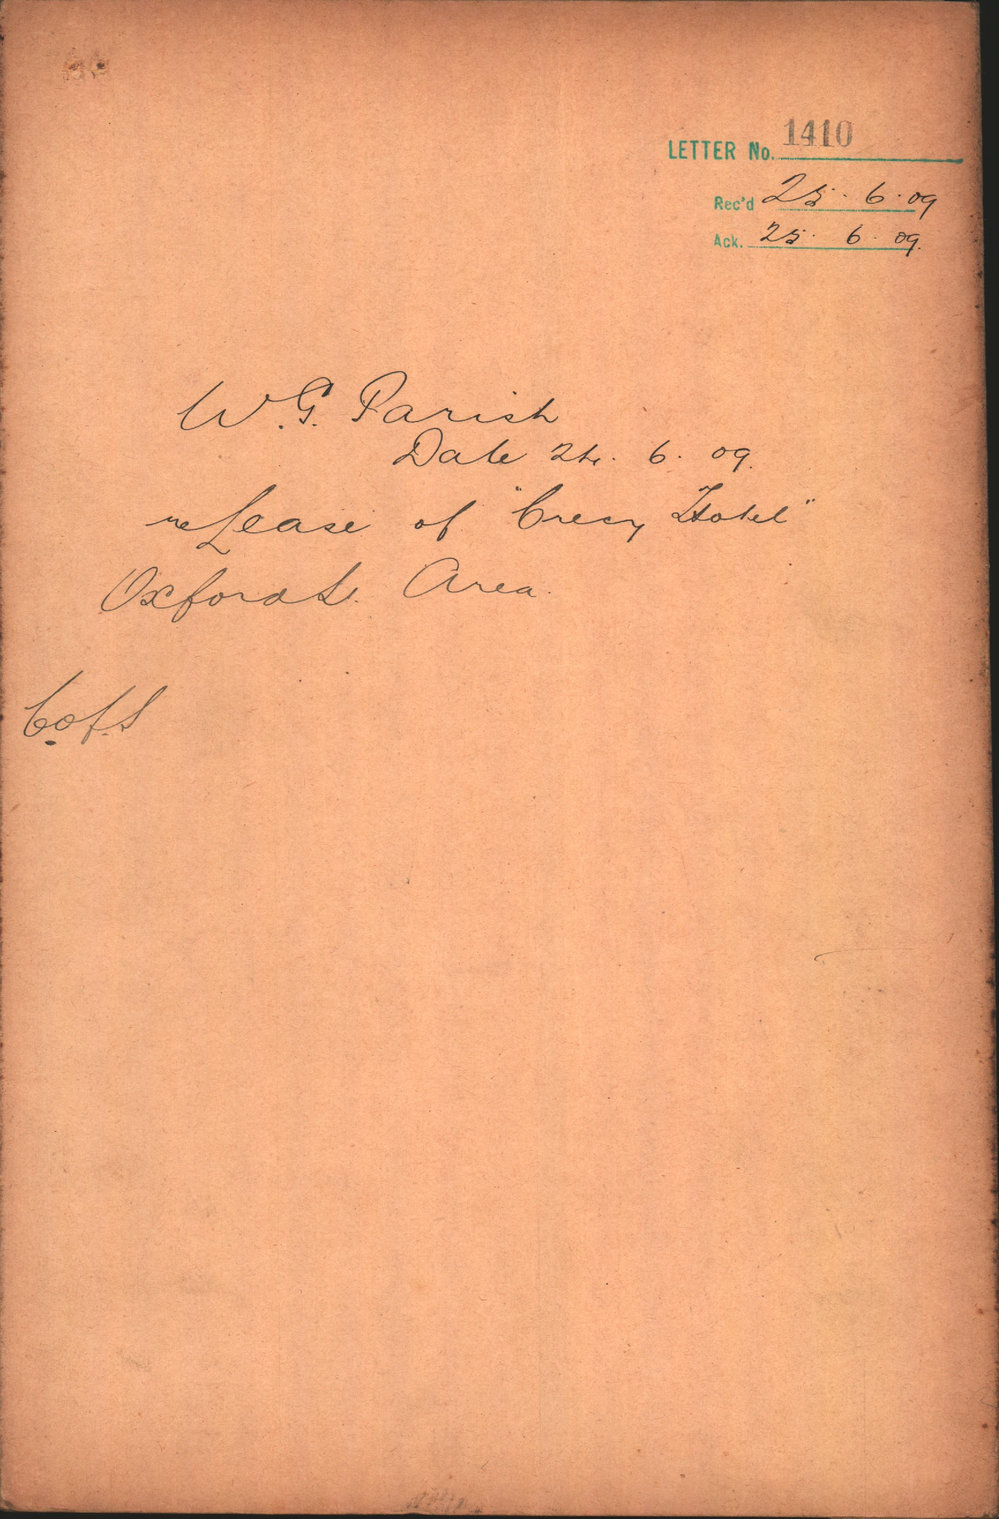 LETTER No. 1410
Rec'd 25. 6. 09
Ack. 25. 6. 09.
W. G. Parish
Date 24. 6. 09.
re Lease of "Crecy Hotel"
Oxford St. Area.
C.of.S